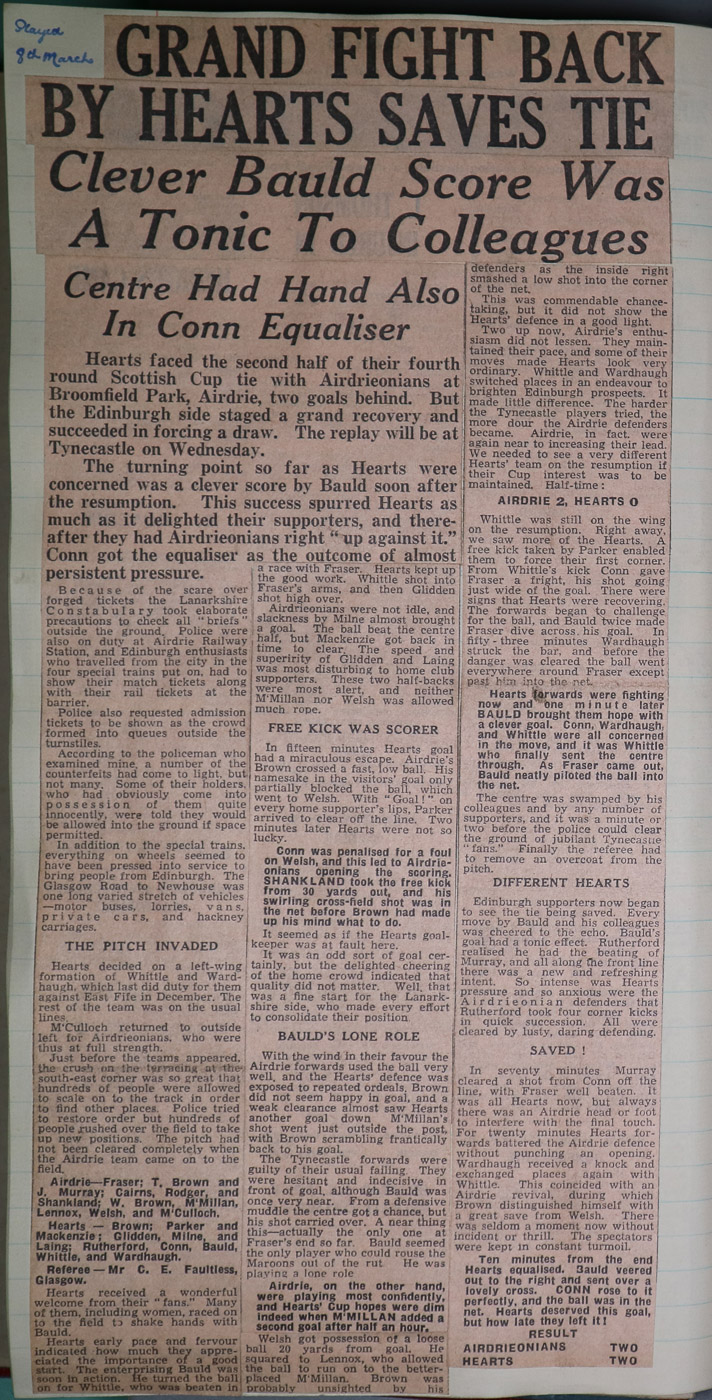 Played
8th March
GRAND FIGHT BACK
BY HEARTS SAVES TIE
Clever Bauld Score Was
A Tonic To Colleagues
Centre Had Hand Also
In Conn Equaliser
Hearts faced the second half of their fourth
round Scottish Cup tie with Airdrieonians at
Broomfield Park, Airdrie, two goals behind. But
the Edinburgh side staged a grand recovery and
succeeded in forcing a draw. The replay will be at
Tynecastle on Wednesday.
The turning point so far as Hearts were
concerned was a clever score by Bauld soon after
the resumption. This success spurred Hearts as
much as it delighted their supporters, and there-
after they had Airdrieonians right "up against it."
Conn got the equaliser as the outcome of almost
persistent pressure.
Because of the scare over
forged tickets the Lanarkshire
Constabulary took elaborate
precautions to check all "briefs"
outside the ground. Police were
also on duty at Airdrie Railway
Station, and Edinburgh enthusiasts
who travelled from the city in the
four special trains put on, had to
show their match tickets along
with their rail tickets at the
barrier.
Police also requested admission
tickets to be shown as the crowd
formed into queues outside the
turnstiles.
According to the policeman who
examined mine, a number of the
counterfeits had come to light, but
not many. Some of their holders,
who had obviously come into
possession of them quite
innocently, were told they would
be allowed into the ground if space
permitted.
In addition to the special trains,
everything on wheels seemed to
have been pressed into service to
bring people from Edinburgh. The
Glasgow Road to Newhouse was
one long varied stretch of vehicles
—motor buses, lorries, vans,
private cars, and hackney
carriages.
THE PITCH INVADED
Hearts decided on a left-wing
formation of Whittle and Ward-
haugh, which last did duty for them
against East Fife in December. The
rest of the team was on the usual
lines.
M'Culloch returned to outside
left for Airdrieonians, who were
thus at full strength.
Just before the teams appeared,
the crush on the terracing at the
south-east corner was so great that
hundreds of people were allowed
to scale on to the track in order
to find other places. Police tried
to restore order but hundreds of
people rushed over the field to take
up new positions. The pitch had
not been cleared completely when
the Airdrie team came on to the
field.
Airdrie—Fraser; T. Brown and
J. Murray; Cairns, Rodger, and
Shankland; W. Brown, M'Millan,
Lennox, Welsh, and M'Culloch.
Hearts — Brown; Parker and
Mackenzie; Glidden, Milne, and
Laing; Rutherford, Conn, Bauld,
Whittle, and Wardhaugh.
Referee—Mr C. E. Faultless,
Glasgow.
Hearts received a wonderful
welcome from their "fans." Many
of them, including women, raced on
to the field to shake hands with
Bauld.
Hearts early pace and fervour
indicated how much they appre-
ciated the importance of a good
start. The enterprising Bauld was
soon in action. He turned the ball
on for Whittle, who was beaten in
a race with Fraser. Hearts kept up
the good work. Whittle shot into
Fraser's arms, and then Glidden
shot high over.
Airdrieonians were not idle, and
slackness by Milne almost brought
a goal. The ball beat the centre
half, but Mackenzie got back in
time to clear. The speed and
superirity of Glidden and Laing
was most disturbing to home club
supporters. These two half-backs
were most alert, and neither
M'Millan nor Welsh was allowed
much rope.
FREE KICK WAS SCORER
In fifteen minutes Hearts goal
had a miraculous escape. Airdrie's
Brown crossed a fast, low ball. His
namesake in the visitors' goal only
partially blocked the ball, which
went to Welsh. With "Goal!" on
every home supporter's lips, Parker
arrived to clear off the line. Two
minutes later Hearts were not so
lucky.
Conn was penalised for a foul
on Welsh, and this led to Airdrie-
onians opening the scoring.
SHANKLAND took the free kick
from 30 yards out, and his
swirling cross-field shot was in
the net before Brown had made
up his mind what to do.
It seemed as if the Hearts goal-
keeper was at fault here.
It was an odd sort of goal cer-
tainly, but the delighted cheering
of the home crowd indicated that
quality did not matter. Well, that
was a fine start for the Lanark-
shire side, who made every effort
to consolidate their position.
BAULD'S LONE ROLE
With the wind in their favour the
Airdrie forwards used the ball very
well, and the Hearts' defence was
exposed to repeated ordeals, Brown
did not seem happy in goal, and a
weak clearance almost saw Hearts
another goal down M'Millan's
shot went just outside the post,
with Brown scrambling frantically
back to his goal.
The Tynecastle forwards were
guilty of their usual failing. They
were hesitant and indecisive in
front of goal, although Bauld was
once very near. From a defensive
muddle the centre got a chance, but
his shot carried over. A near thing
this—actually the only one at
Fraser's end so far. Bauld seemed
the only player who could rouse the
Maroons out of the rut He was
playing a lone role
Airdrie, on the other hand,
were playing most confidently,
and Hearts' Cup hopes were dim
indeed when M'MILLAN added a
second goal after half an hour.
Welsh got possession of a loose
ball 20 yards from goal. He
squared to Lennox, who allowed
the ball to run on to the better-
placed M'Millan. Brown was
probably unsighted by his
defenders as the inside right
smashed a low shot into the corner
of the net.
This was commendable chance-
taking, but it did not show the
Hearts' defence in a good light.
Two up now, Airdrie's enthu-
siasm did not lessen. They main-
tained their pace, and some of their
moves made Hearts look very
ordinary. Whittle and Wardhaugh
switched places in an endeavour to
brighten Edinburgh prospects. It
made little difference. The harder
the Tynecastle players tried, the
more dour the Airdrie defenders
became. Airdrie, in fact, were
again near to increasing their lead.
We needed to see a very different
Hearts' team on the resumption if
their Cup interest was to be
maintained. Half-time:
AIRDRIE 2, HEARTS 0
Whittle was still on the wing
on the resumption. Right away,
we saw more of the Hearts. A
free kick taken by Parker enabled
them to force their first corner.
From Whittle's kick Conn gave
Fraser a fright, his shot going
just wide of the goal. There were
signs that Hearts were recovering.
The forwards began to challenge
for the ball, and Bauld twice made
Fraser dive across his goal. In
fifty-three minutes Wardhaugh
struck the bar, and before the
danger was cleared the ball went
everywhere around Fraser except
past him into the net.
Hearts forwards were fighting
now and one minute later
BAULD brought them hope with
a clever goal. Conn, Wardhaugh,
and Whittle were all concerned
in the move, and it was Whittle
who finally sent the centre
through. As Fraser came out,
Bauld neatly piloted the ball into
the net.
The centre was swamped by his
colleagues and by any number of
supporters, and it was a minute or
two before the police could clear
the ground of jubilant Tynecastle
"fans." Finally the referee had
to remove an overcoat from the
pitch.
DIFFERENT HEARTS
Edinburgh supporters now began
to see the tie being saved. Every
move by Bauld and his colleagues
was cheered to the echo. Bauld's
goal had a tonic effect. Rutherford
realised he had the beating of
Murray, and all along the front line
there was a new and refreshing
intent. So intense was Hearts
pressure and so anxious were the
Airdrieonian defenders that
Rutherford took four corner kicks
in quick succession. All were
cleared by lusty, daring defending.
SAVED !
In seventy minutes Murray
cleared a shot from Conn off the
line, with Fraser well beaten. It
was all Hearts now, but always
there was an Airdrie head or foot
to interfere with the final touch.
For twenty minutes Hearts for-
wards battered the Airdrie defence
without punching an opening.
Wardhaugh received a knock and
exchanged places again with
Whittle. This coincided with an
Airdrie revival, during which
Brown distinguished himself with
a great save from Welsh. There
was seldom a moment now without
incident or thrill. The spectators
were kept in constant turmoil.
Ten minutes from the end
Hearts equalised. Bauld veered
out to the right and sent over a
lovely cross. CONN rose to it
perfectly, and the ball was in the
net. Hearts deserved this goal,
but how late they left it!
RESULT
AIRDRIEONIANS TWO
HEARTS TWO